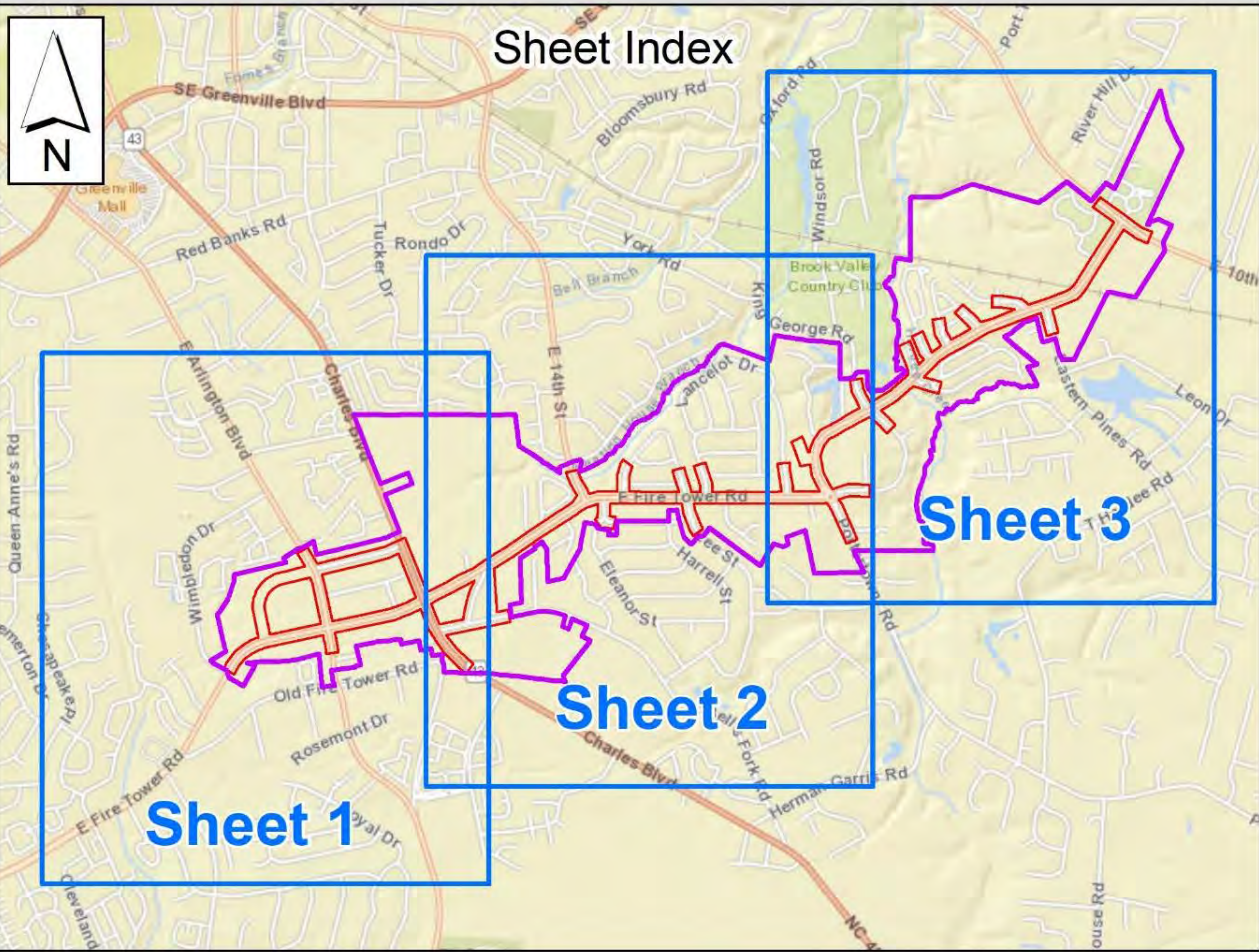 Sheet Index
N
SE Greenville Blvd
43
Greenville
Mall
Bloomsbury Rd
Oxford Rd
River Hill Dr
Windsor Rd
Red Banks Rd
Tucker Dr
Rondo Dr
York Rd
Bell Branch
Brook Valley
Country Club
E 10th
King
George Rd
E Arlington Blvd
Charles Blvd
E 14th St
Lancelot Dr
Leon Dr
Eastern Pines Rd
Queen Anne's Rd
E Fire Tower Rd
T Hardee Rd
Sheet 3
Wimbledon Dr
Harrell St
Eleanor St
Old Fire Tower Rd
Rosemont Dr
Sheet 2
Charles Blvd
Herman Garris Rd
E Fire Tower Rd
Sheet 1
Cleveland